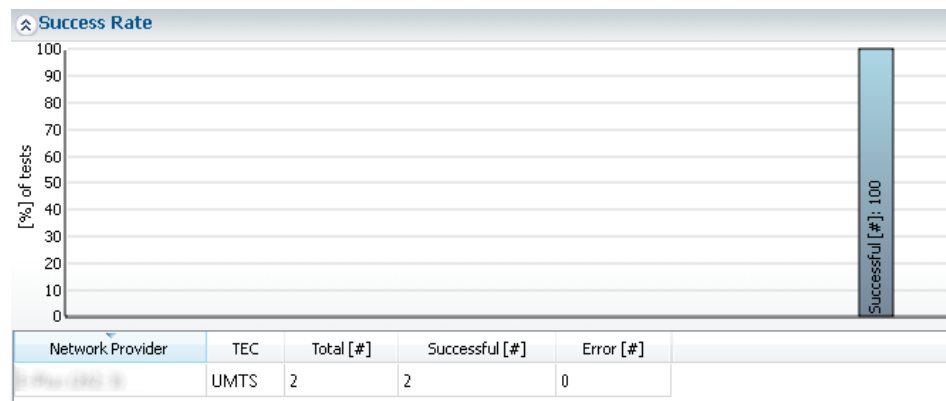 Success Rate
100
90
80
70
60
50
40
30
20
10
0
[%] of tests
Successful [#]: 100
Network Provider TEC Total [#] Successful [#] Error [#]
UMTS 2 2 0